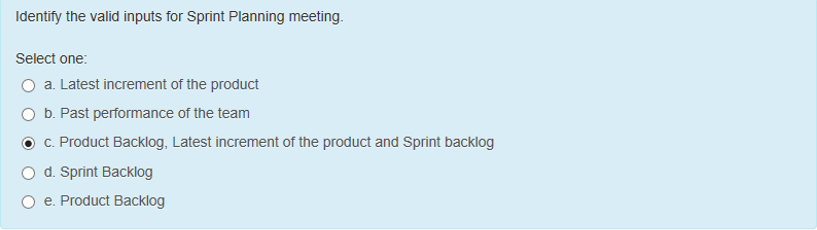 Identify the valid inputs for Sprint Planning meeting.
Select one:
a. Latest increment of the product
b. Past performance of the team
c. Product Backlog, Latest increment of the product and Sprint backlog
d. Sprint Backlog
e. Product Backlog